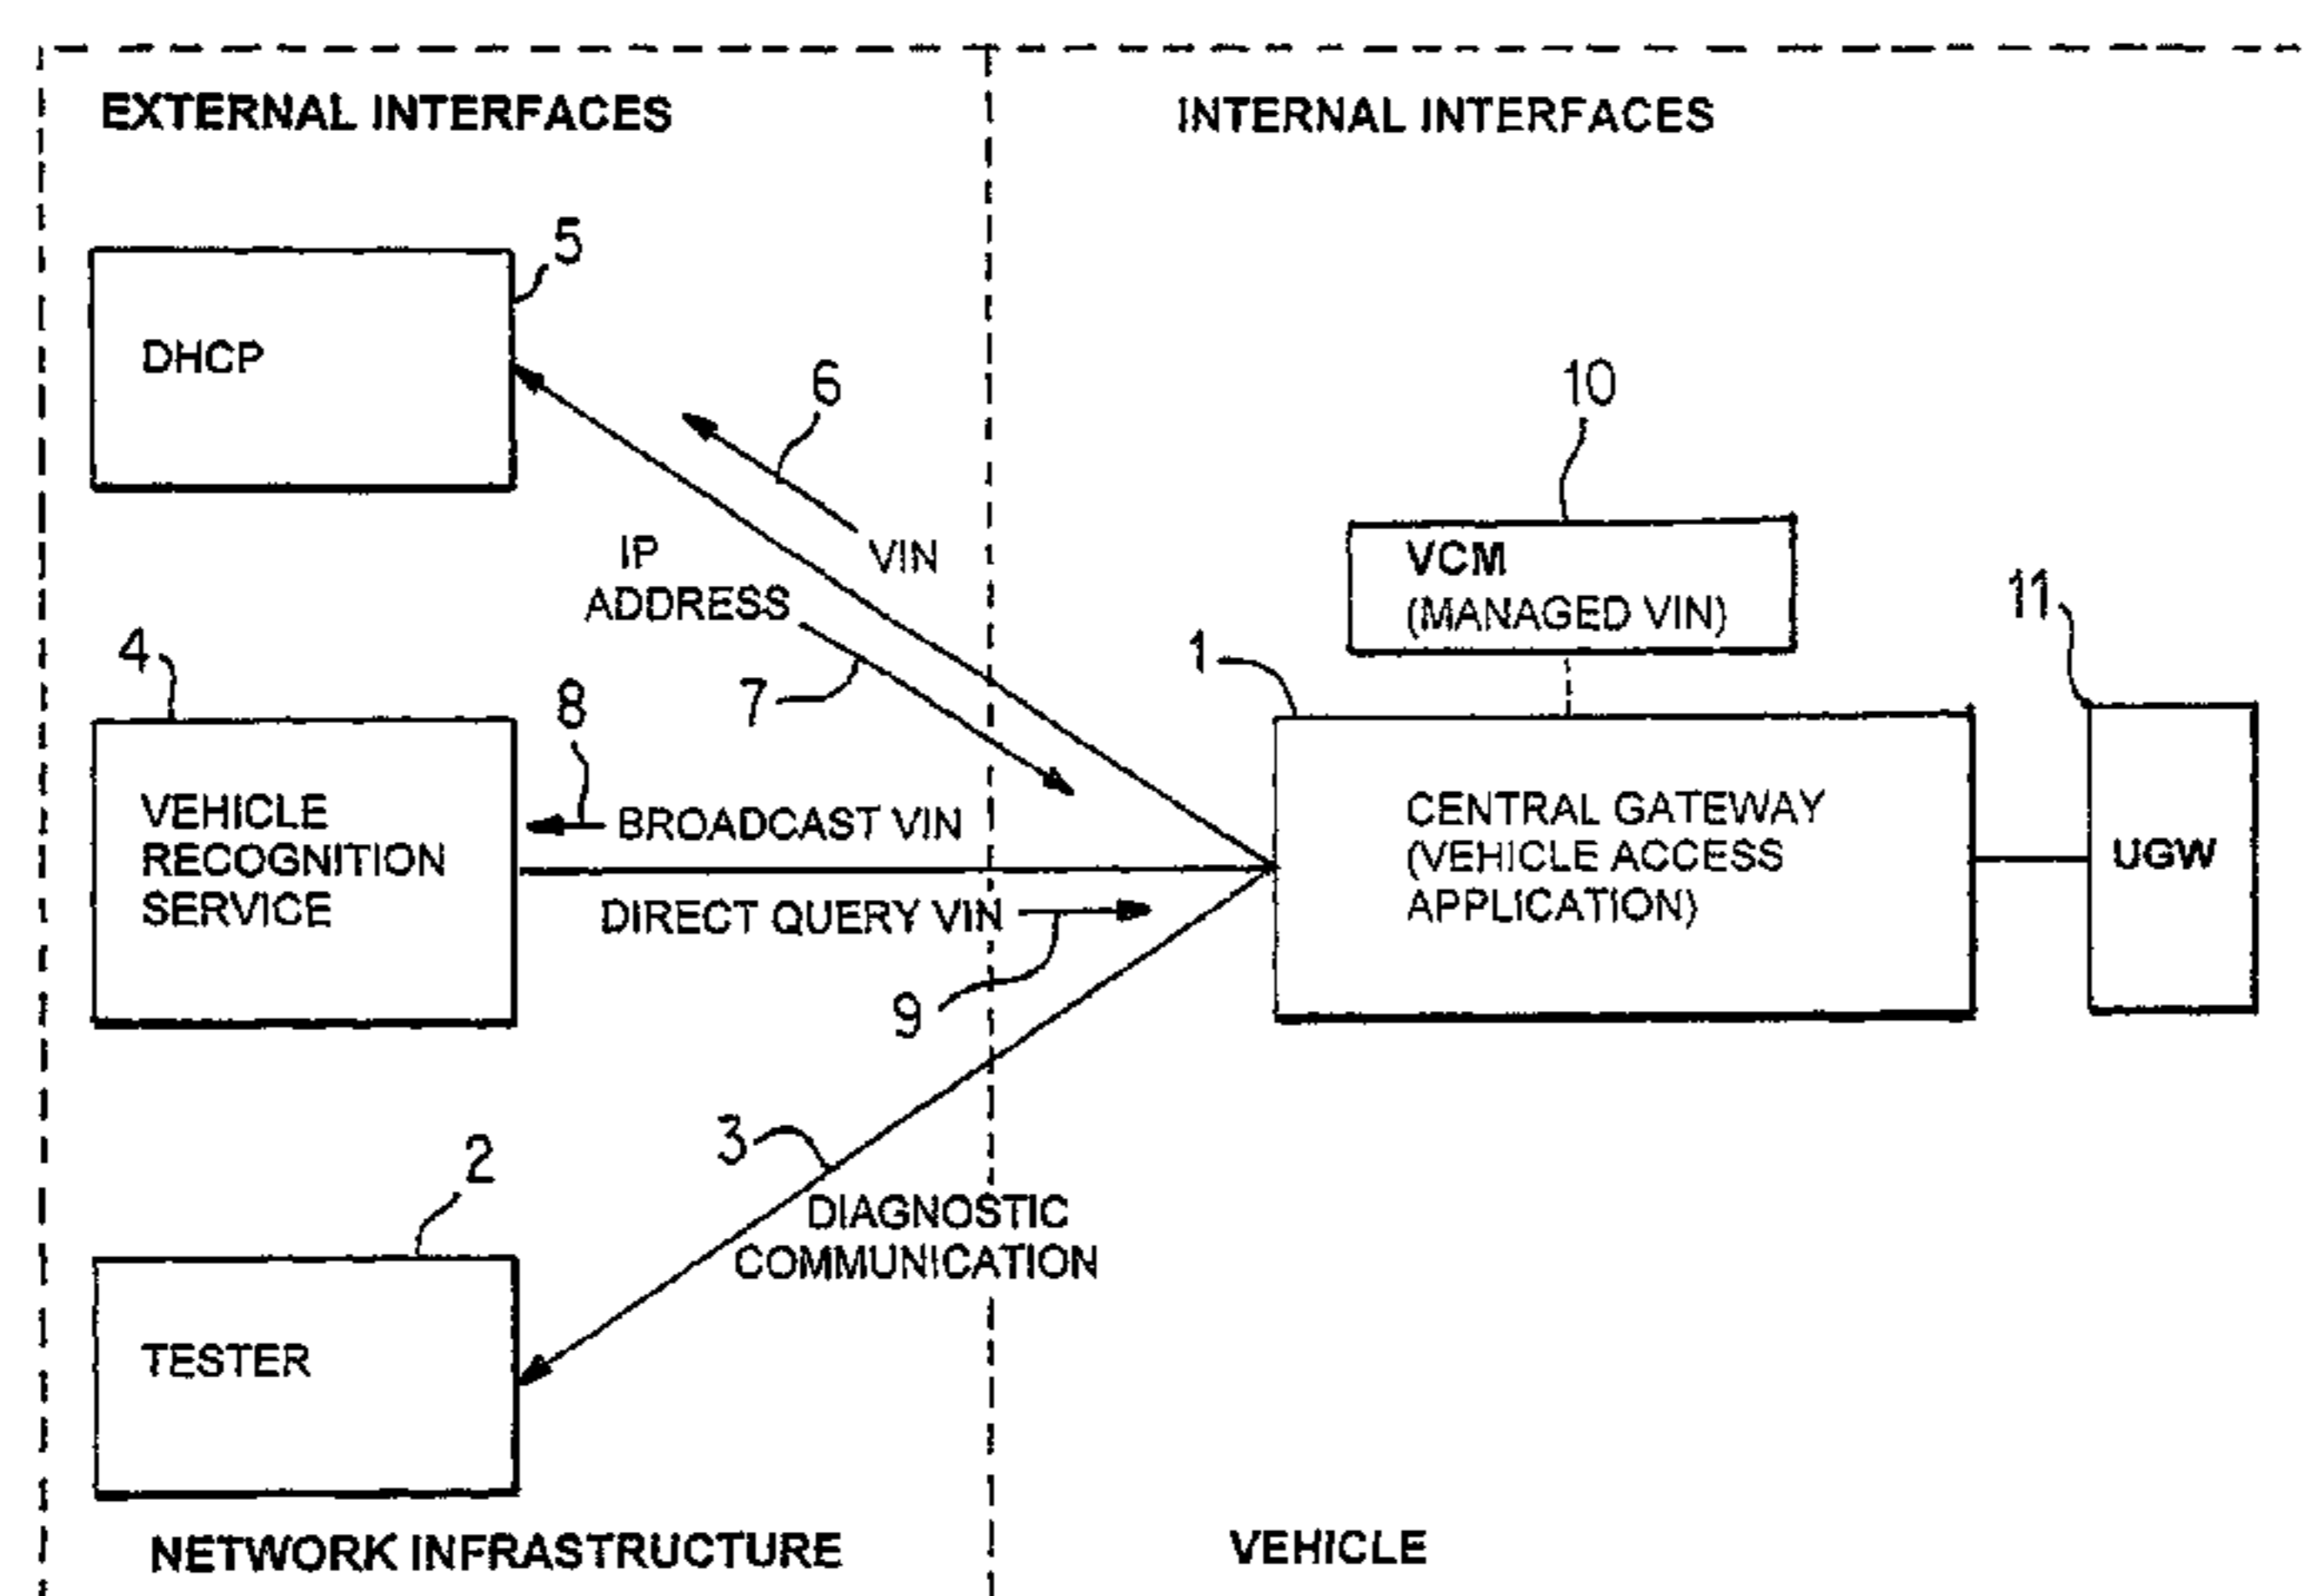 EXTERNAL INTERFACES
INTERNAL INTERFACES
5
DHCP
6
10
IP
ADDRESS
VIN
VCM
(MANAGED VIN)
11
4
7
1
8
VEHICLE
RECOGNITION
SERVICE
BROADCAST VIN
DIRECT QUERY VIN
CENTRAL GATEWAY
(VEHICLE ACCESS
APPLICATION)
UGW
9
3
2
DIAGNOSTIC
COMMUNICATION
TESTER
NETWORK INFRASTRUCTURE
VEHICLE